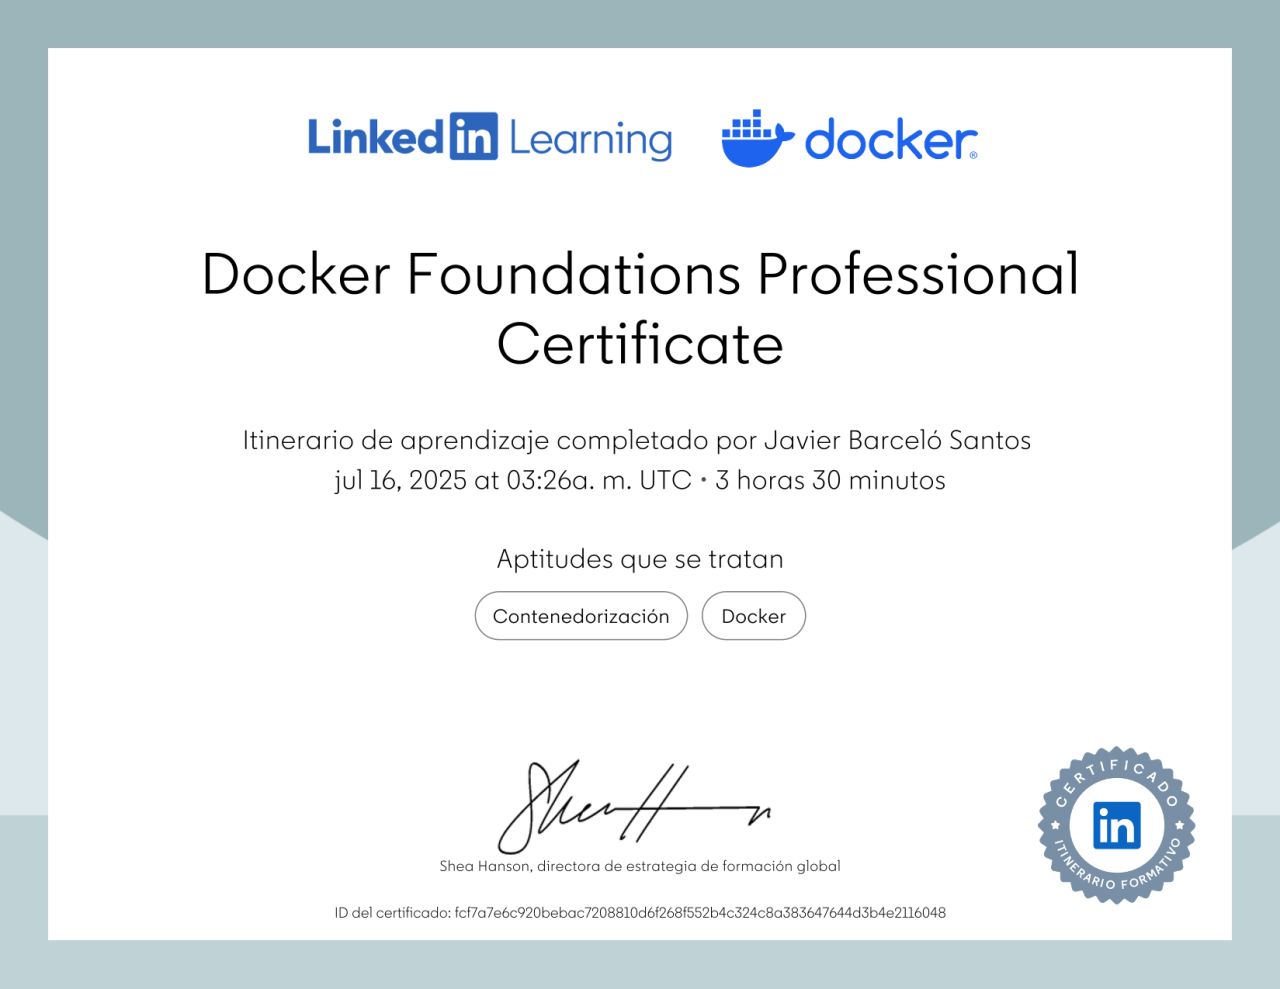 LinkedIn Learning docker®
Docker Foundations Professional
Certificate
Itinerario de aprendizaje completado por Javier Barceló Santos
jul 16, 2025 at 03:26a. m. UTC • 3 horas 30 minutos
Aptitudes que se tratan
Contenedorización Docker
Shea Hanson, directora de estrategia de formación global
ID del certificado: fcf7a7e6c920bebac7208810d6f268f552b4c324c8a383647644d3b4e2116048
CERTIFICADO
in
ITINERARIO FORMATIVO